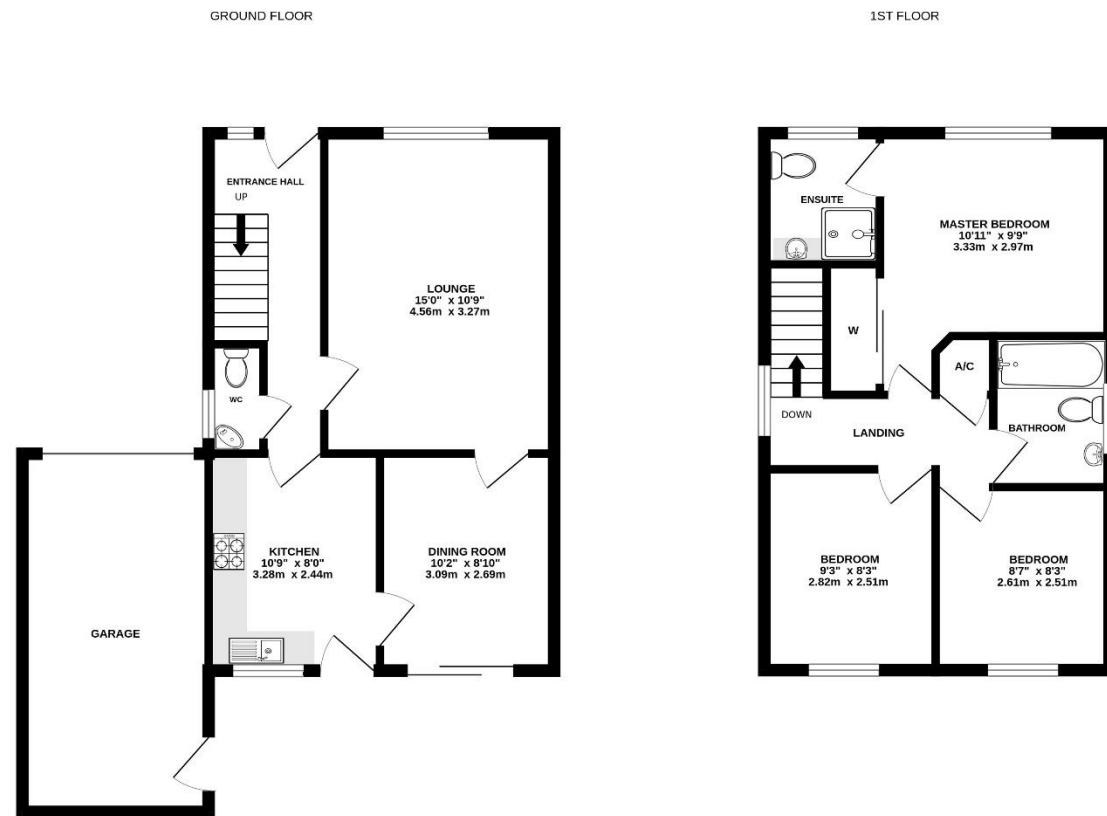 GROUND FLOOR
ENTRANCE HALL
UP
LOUNGE
15'0" x 10'9"
4.56m x 3.27m
WC
KITCHEN
10'9" x 8'0"
3.28m x 2.44m
DINING ROOM
10'2" x 8'10"
3.09m x 2.69m
GARAGE
1ST FLOOR
ENSUITE
MASTER BEDROOM
10'11" x 9'9"
3.33m x 2.97m
W
A/C
DOWN
LANDING
BATHROOM
BEDROOM
9'3" x 8'3"
2.82m x 2.51m
BEDROOM
8'7" x 8'3"
2.61m x 2.51m